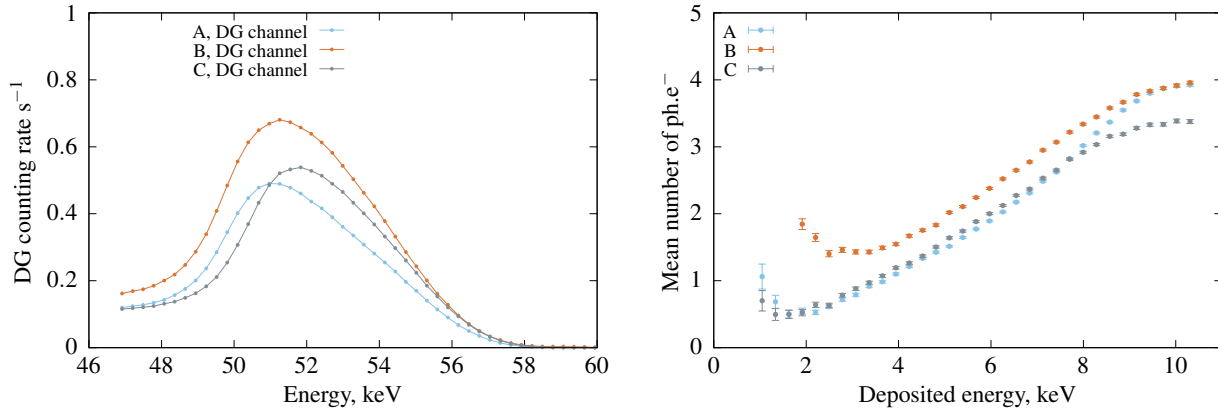 DG counting rate s⁻¹
1
0.8
0.6
0.4
0.2
0
46 48 50 52 54 56 58 60
Energy, keV
A, DG channel
B, DG channel
C, DG channel
Mean number of ph.e⁻
5
4
3
2
1
0
0 2 4 6 8 10
Deposited energy, keV
A
B
C